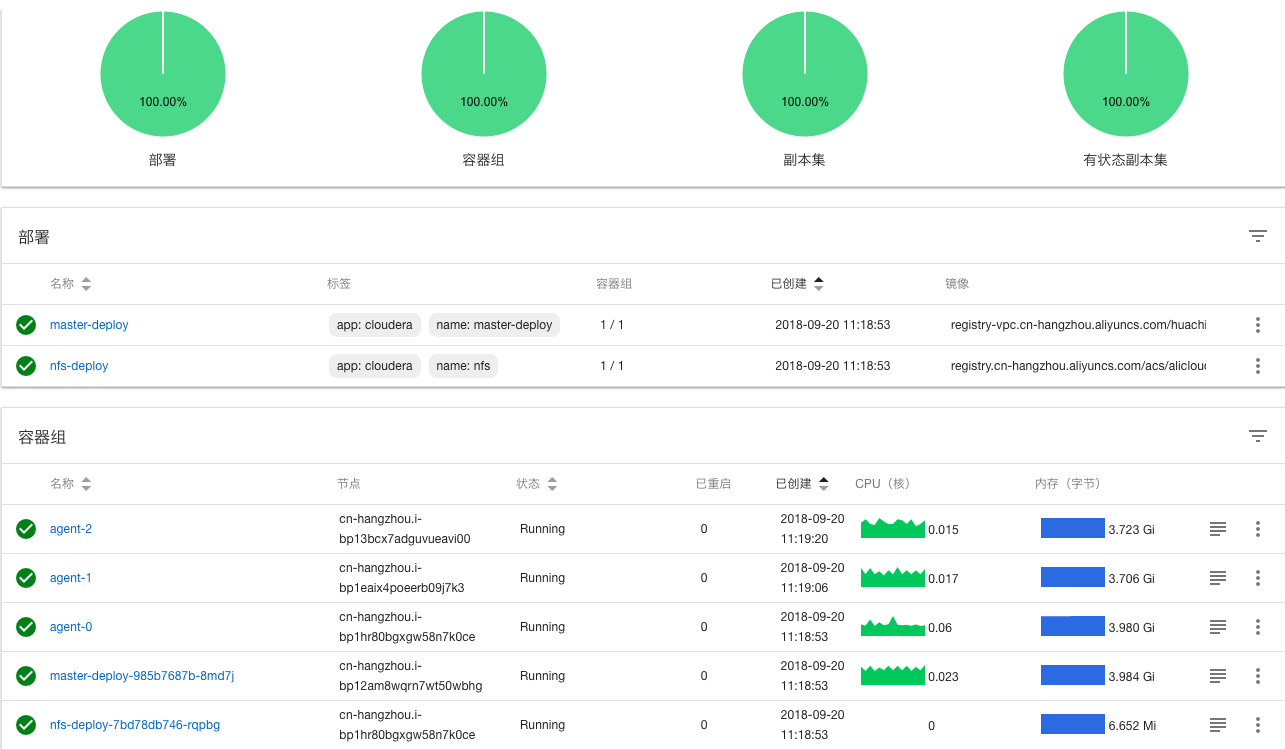 100.00% 100.00% 100.00% 100.00%
部署 容器组 副本集 有状态副本集
部署
名称 标签 容器组 已创建 镜像
master-deploy app: cloudera name: master-deploy 1 / 1 2018-09-20 11:18:53 registry-vpc.cn-hangzhou.aliyuncs.com/huachi
nfs-deploy app: cloudera name: nfs 1 / 1 2018-09-20 11:18:53 registry.cn-hangzhou.aliyuncs.com/acs/aliclou
容器组
名称 节点 状态 已重启 已创建 CPU（核） 内存（字节）
agent-2 cn-hangzhou.i-bp13bcx7adguvueavi00 Running 0 2018-09-20 11:19:20 0.015 3.723 Gi
agent-1 cn-hangzhou.i-bp1eaix4poeerb09j7k3 Running 0 2018-09-20 11:19:06 0.017 3.706 Gi
agent-0 cn-hangzhou.i-bp1hr80bgxgw58n7k0ce Running 0 2018-09-20 11:18:53 0.06 3.980 Gi
master-deploy-985b7687b-8md7j cn-hangzhou.i-bp12am8wqrn7wt50wbhg Running 0 2018-09-20 11:18:53 0.023 3.984 Gi
nfs-deploy-7bd78db746-rqpbg cn-hangzhou.i-bp1hr80bgxgw58n7k0ce Running 0 2018-09-20 11:18:53 0 6.652 Mi